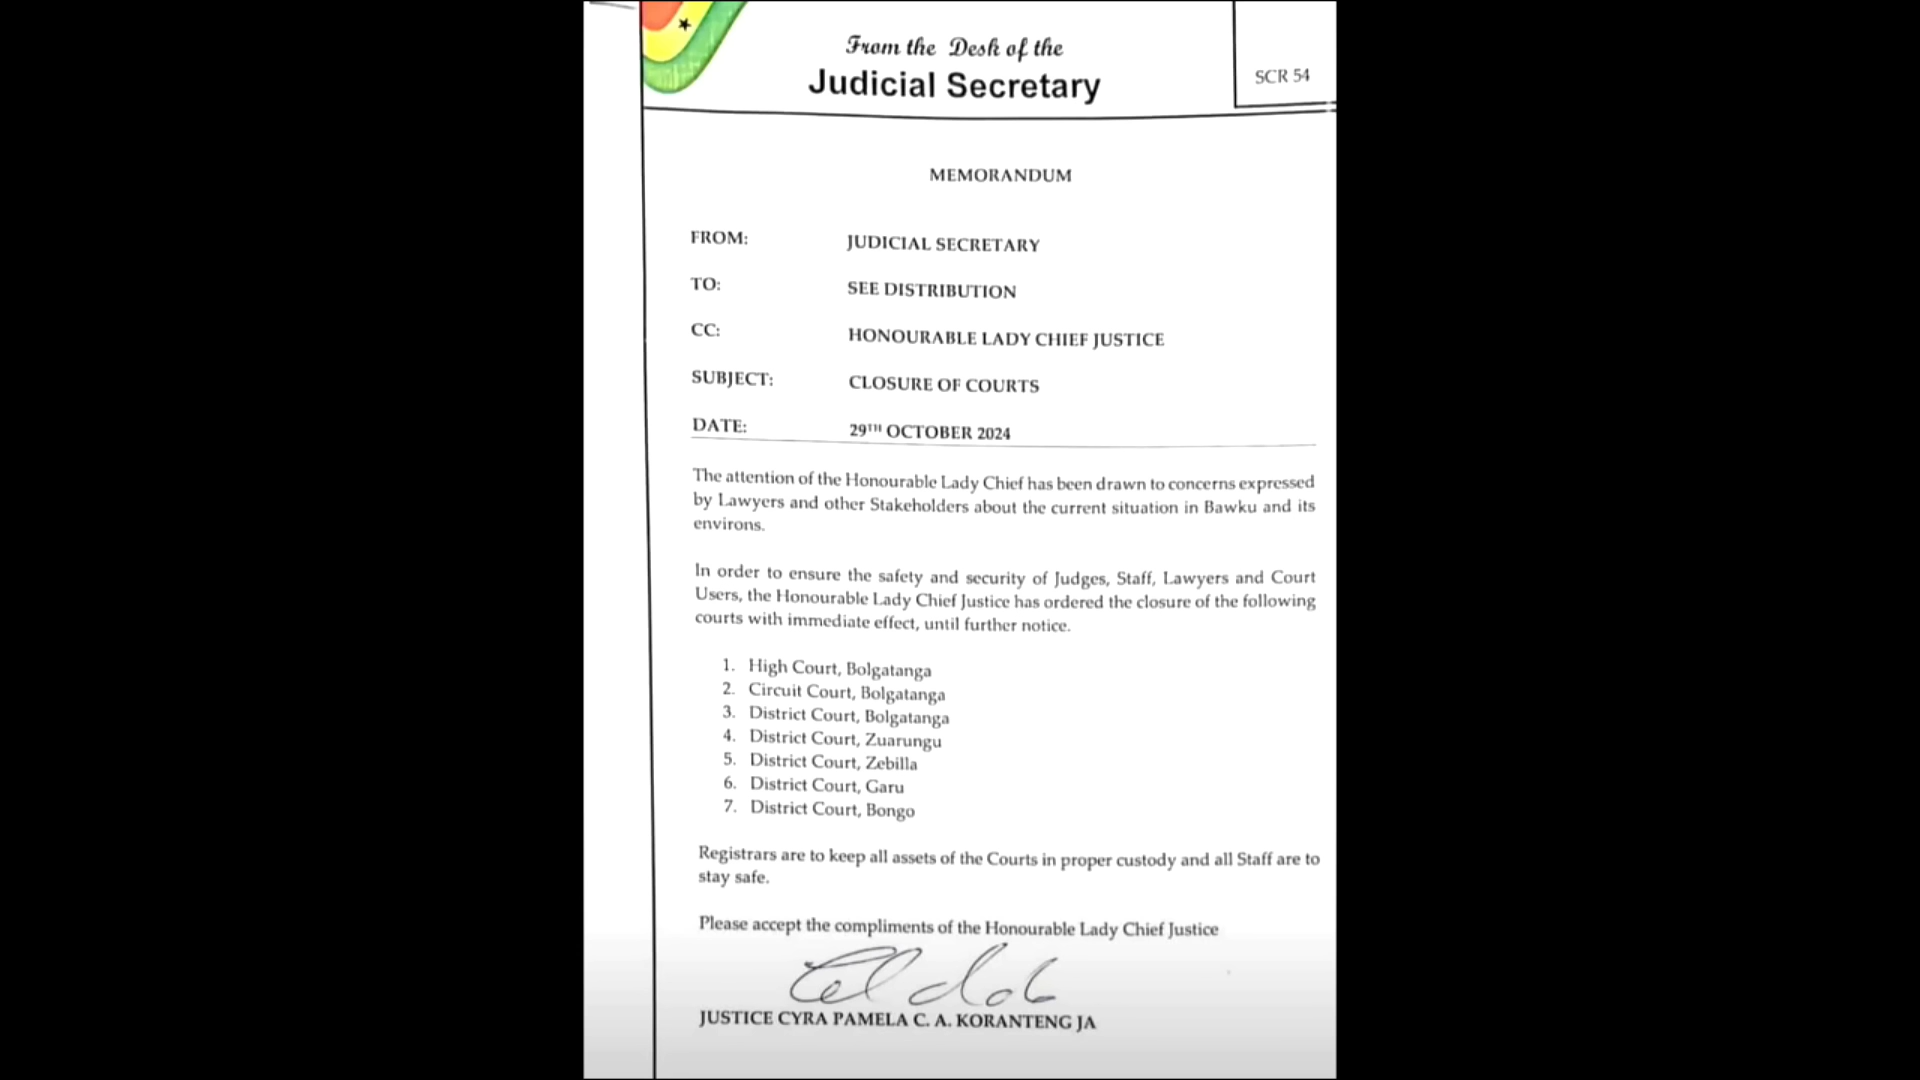 From the Desk of the
Judicial Secretary
SCR 54
MEMORANDUM
FROM: JUDICIAL SECRETARY
TO: SEE DISTRIBUTION
CC: HONOURABLE LADY CHIEF JUSTICE
SUBJECT: CLOSURE OF COURTS
DATE: 29TH OCTOBER 2024
The attention of the Honourable Lady Chief has been drawn to concerns expressed
by Lawyers and other Stakeholders about the current situation in Bawku and its
environs.
In order to ensure the safety and security of Judges, Staff, Lawyers and Court
Users, the Honourable Lady Chief Justice has ordered the closure of the following
courts with immediate effect, until further notice.
1. High Court, Bolgatanga
2. Circuit Court, Bolgatanga
3. District Court, Bolgatanga
4. District Court, Zuarungu
5. District Court, Zebilla
6. District Court, Garu
7. District Court, Bongo
Registrars are to keep all assets of the Courts in proper custody and all Staff are to
stay safe.
Please accept the compliments of the Honourable Lady Chief Justice
JUSTICE CYRA PAMELA C. A. KORANTENG JA